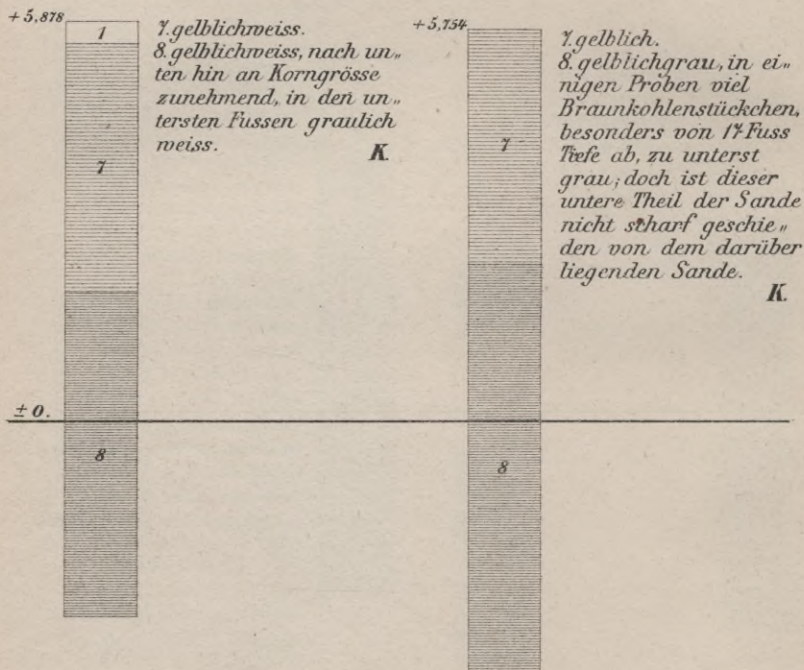 + 5,878
1
7
7. gelblichweiss.
8. gelblichweiss, nach un„
ten hin an Korngrösse
zunehmend, in den un„
tersten Fussen graulich
weiss.
K.
+ 5,754
7
7. gelblich.
8. gelblichgrau, in ei„
nigen Proben viel
Braunkohlenstückchen,
besonders von 17 Fuss
Tiefe ab, zu unterst
grau; doch ist dieser
untere Theil der Sande
nicht scharf geschie„
den von dem darüber
liegenden Sande.
K.
± 0.
8
8